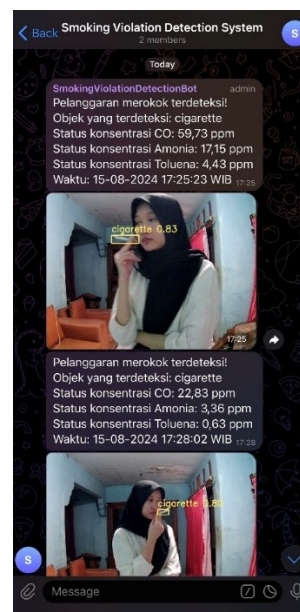 Back
Smoking Violation Detection System
S
2 members
Today
SmokingViolationDetectionBot admin
Pelanggaran merokok terdeteksi!
Objek yang terdeteksi: cigarette
Status konsentrasi CO: 59,73 ppm
Status konsentrasi Amonia: 17,15 ppm
Status konsentrasi Toluena: 4,43 ppm
Waktu: 15-08-2024 17:25:23 WIB 17:25
cigorette 0.83
17:25
Pelanggaran merokok terdeteksi!
Objek yang terdeteksi: cigarette
Status konsentrasi CO: 22,83 ppm
Status konsentrasi Amonia: 3,36 ppm
Status konsentrasi Toluena: 0,63 ppm
Waktu: 15-08-2024 17:28:02 WIB 17:28
cigorette 0.80
S
Message